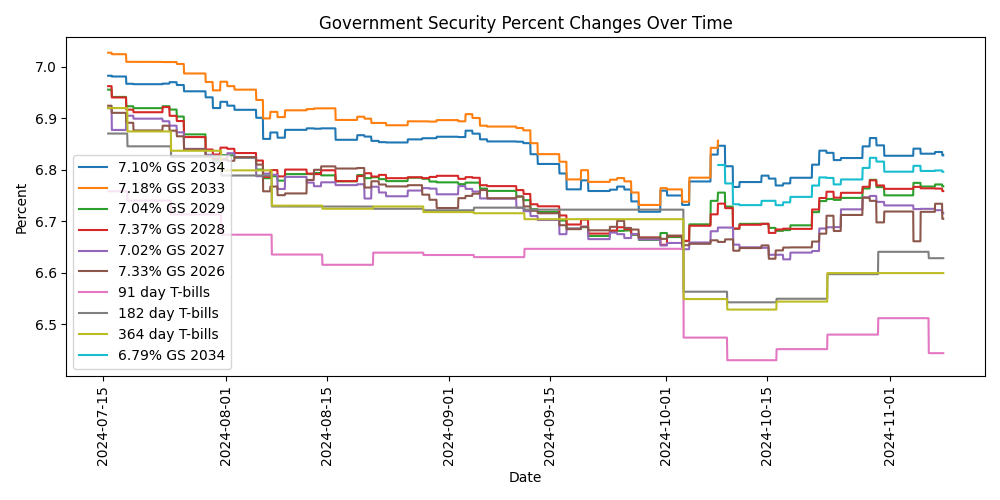 Government Security Percent Changes Over Time
Percent
7.0
6.9
6.8
6.7
6.6
6.5
7.10% GS 2034
7.18% GS 2033
7.04% GS 2029
7.37% GS 2028
7.02% GS 2027
7.33% GS 2026
91 day T-bills
182 day T-bills
364 day T-bills
6.79% GS 2034
2024-07-15
2024-08-01
2024-08-15
2024-09-01
2024-09-15
2024-10-01
2024-10-15
2024-11-01
Date